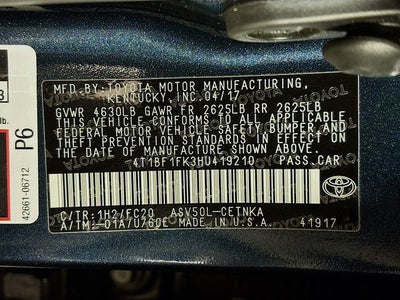 MFD. BY:
TOYOTA MOTOR MANUFACTURING,
KENTUCKY, INC. 04/17
GVWR 4630LB GAWR FR 2625LB RR 2625LB
THIS VEHICLE CONFORMS TO ALL APPLICABLE
FEDERAL MOTOR VEHICLE SAFETY, BUMPER, AND
THEFT PREVENTION STANDARDS IN EFFECT ON
THE DATE OF MANUFACTURE SHOWN ABOVE.
4T1BF1FK3HU419210 PASS.CAR
C/TR:1H2/FC20 ASV50L-CETNKA
A/TM:-01A/U760E MADE IN U.S.A. 41917
TOYOTA
P6
42661-06712
3
lb.